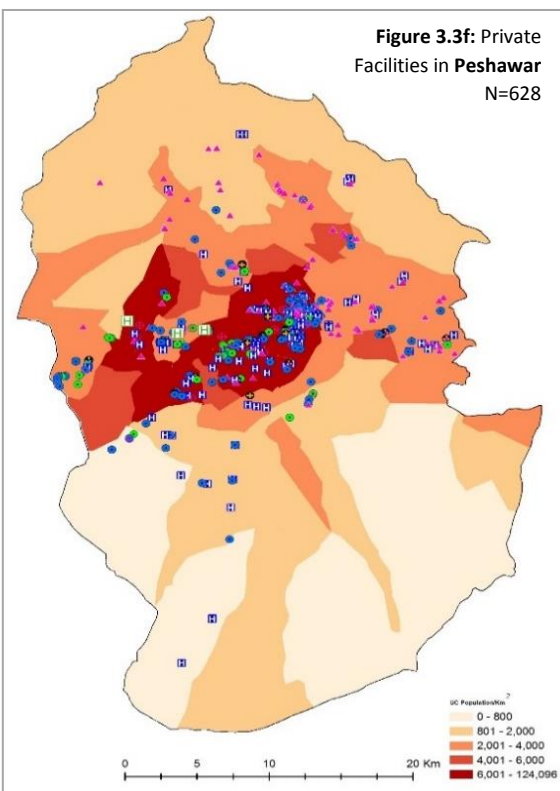 Figure 3.3f: Private
Facilities in Peshawar
N=628
UC Population/Km²
0 - 800
801 - 2,000
2,001 - 4,000
4,001 - 6,000
6,001 - 124,096
0 5 10 20 Km